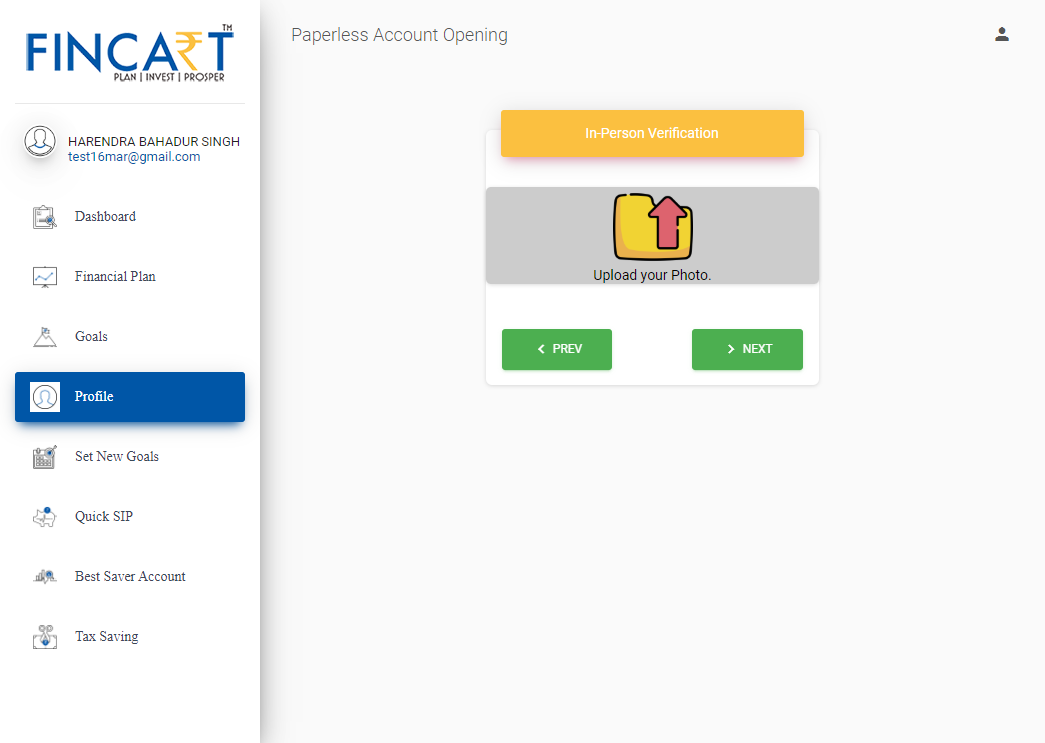 FINCART™
PLAN | INVEST | PROSPER
HARENDRA BAHADUR SINGH
test16mar@gmail.com
Dashboard
Financial Plan
Goals
Profile
Set New Goals
Quick SIP
Best Saver Account
Tax Saving
Paperless Account Opening
In-Person Verification
Upload your Photo.
PREV
NEXT